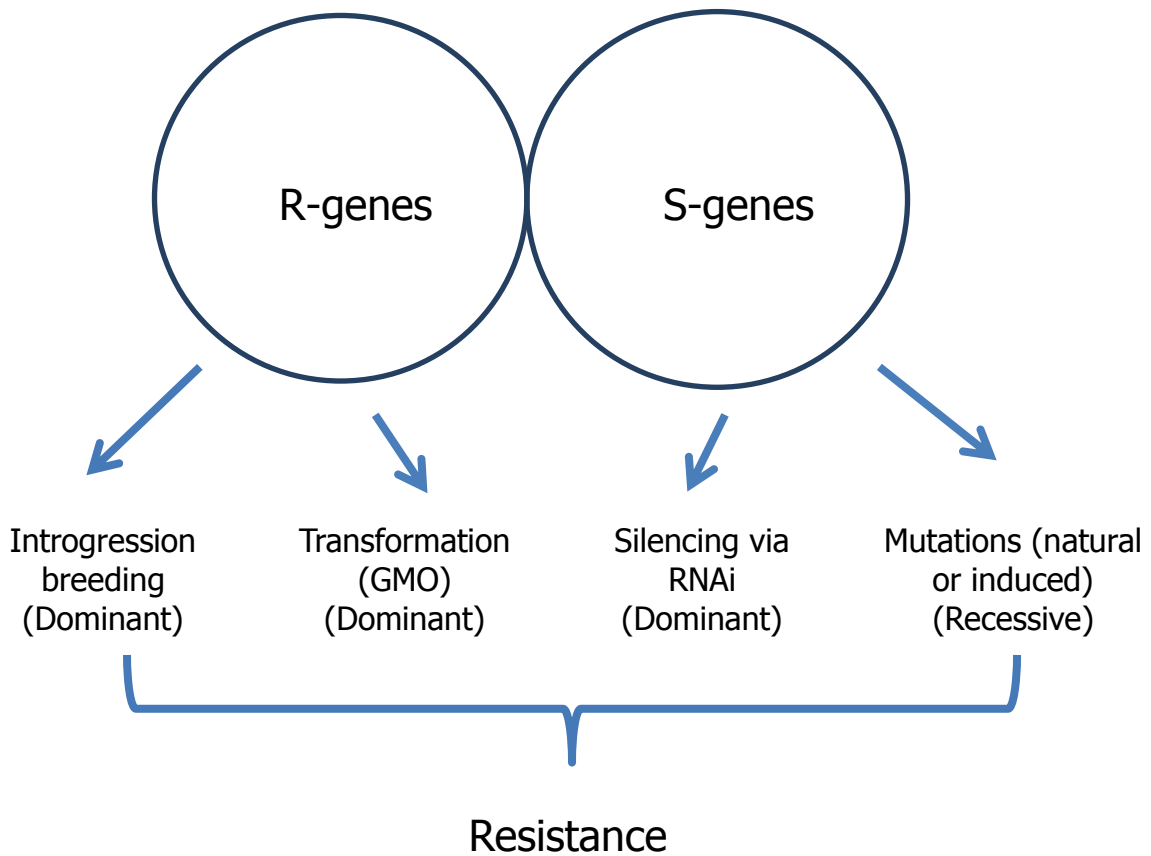 R-genes
S-genes
Introgression
breeding
(Dominant)
Transformation
(GMO)
(Dominant)
Silencing via
RNAi
(Dominant)
Mutations (natural
or induced)
(Recessive)
Resistance